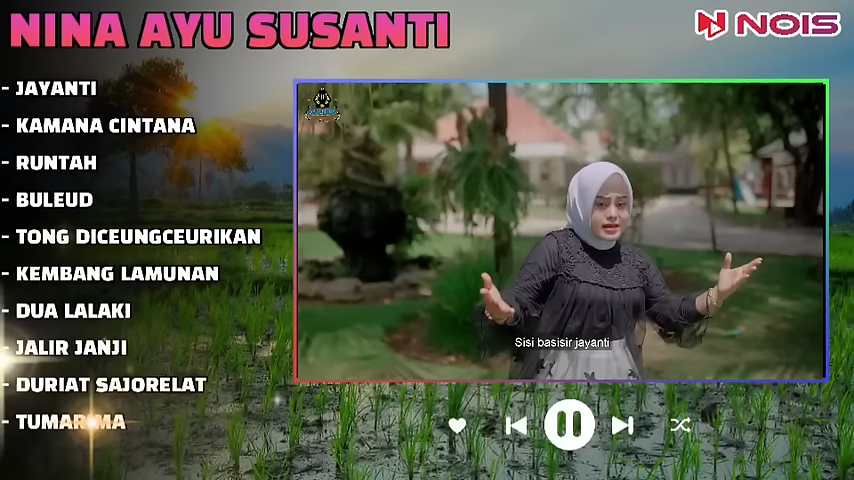 NINA AYU SUSANTI
NOIS
- JAYANTI
- KAMANA CINTANA
- RUNTAH
- BULEUD
- TONG DICEUNGCEURIKAN
- KEMBANG LAMUNAN
- DUA LALAKI
- JALIR JANJI
- DURIAT SAJORELAT
- TUMARIMA
Sisi basisir jayanti